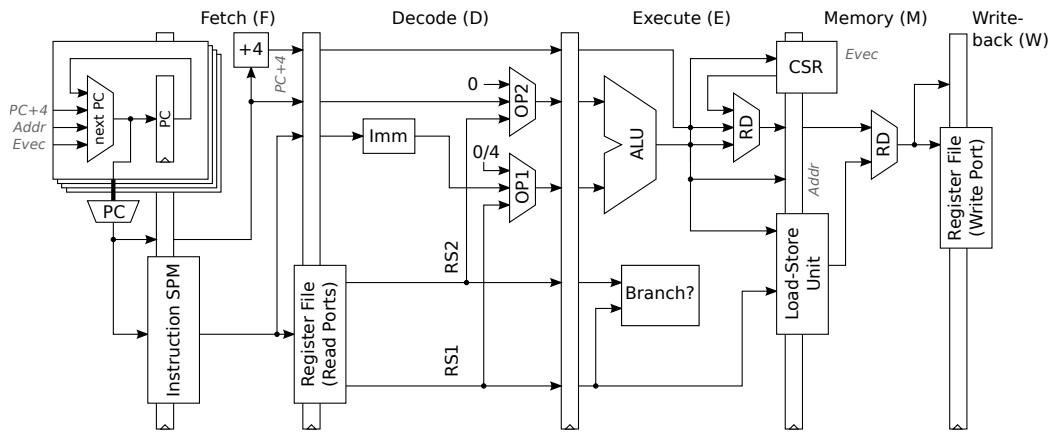 Fetch (F)
Decode (D)
Execute (E)
Memory (M)
Write-
back (W)
+4
PC+4
PC+4
Addr
Evec
next PC
PC
PC
Instruction SPM
Register File
(Read Ports)
Imm
0
OP2
0/4
OP1
RS2
RS1
ALU
Branch?
RD
CSR
Evec
Addr
Load-Store
Unit
RD
Register File
(Write Port)